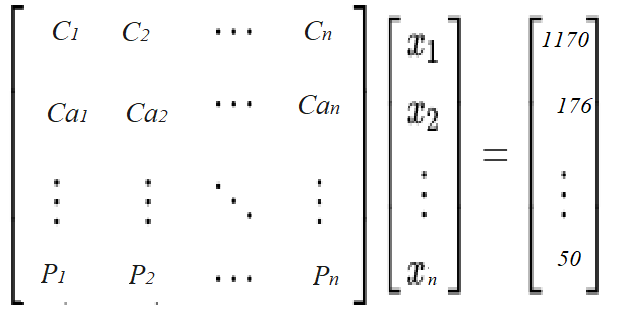 C1 C2 ⋯ Cn x1 1170
Ca1 Ca2 ⋯ Can x2 176
⋮ ⋮ ⋱ ⋮ ⋮ = ⋮
P1 P2 ⋯ Pn xn 50